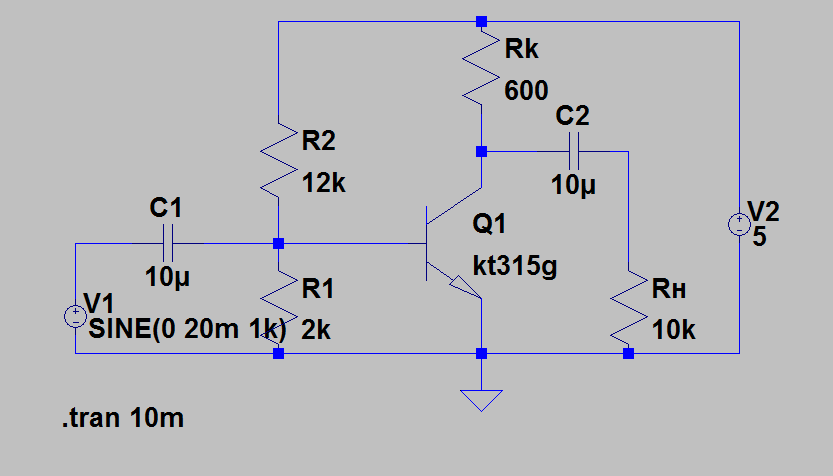 Rk
600
C2
10µ
R2
12k
C1
10µ
Q1
kt315g
V2
5
V1
SINE(0 20m 1k)
R1
2k
Rн
10k
.tran 10m